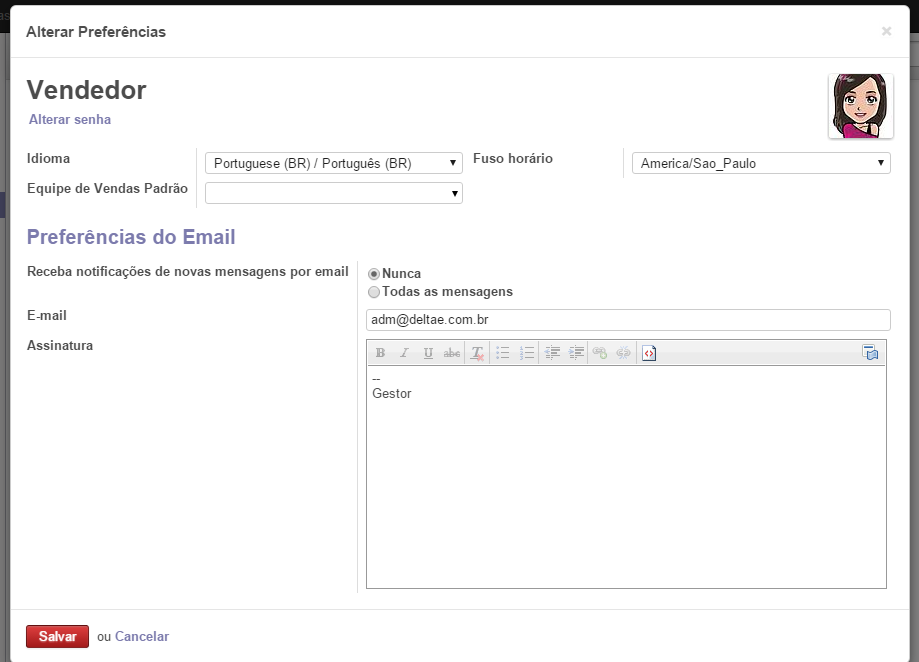 Alterar Preferências ×
Vendedor
Alterar senha
Idioma Portuguese (BR) / Português (BR) Fuso horário America/Sao_Paulo
Equipe de Vendas Padrão
Preferências do Email
Receba notificações de novas mensagens por email Nunca
Todas as mensagens
E-mail adm@deltae.com.br
Assinatura
B I U abc T
--
Gestor
Salvar ou Cancelar